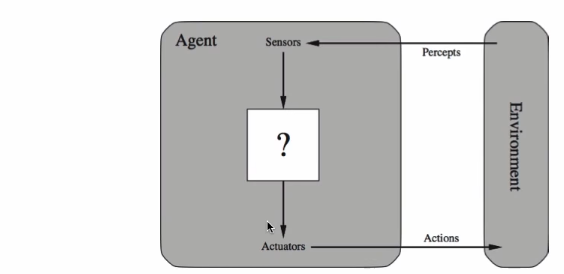 Agent
Sensors
Percepts
?
Environment
Actions
Actuators